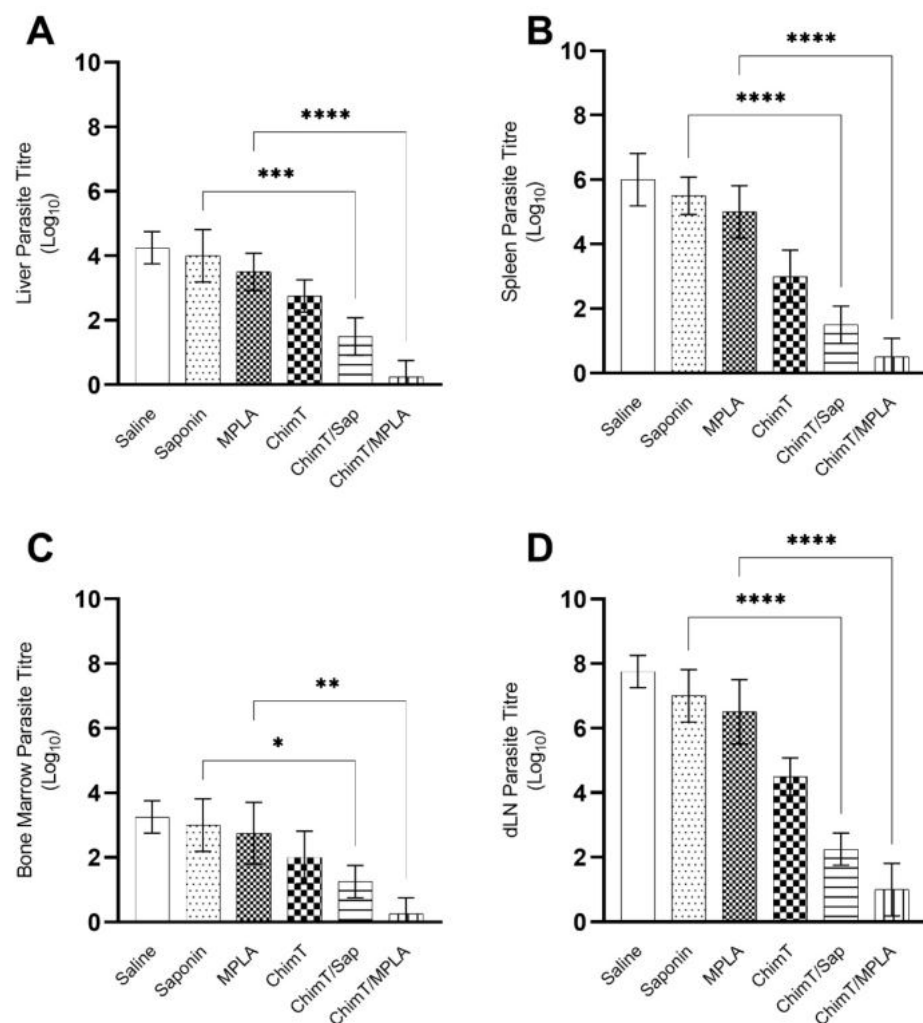 A
Liver Parasite Titre
(Log₁₀)
10
8
6
4
2
0
***
****
Saline
Saponin
MPLA
ChimT
ChimT/Sap
ChimT/MPLA
B
Spleen Parasite Titre
(Log₁₀)
10
8
6
4
2
0
****
****
Saline
Saponin
MPLA
ChimT
ChimT/Sap
ChimT/MPLA
C
Bone Marrow Parasite Titre
(Log₁₀)
10
8
6
4
2
0
*
**
Saline
Saponin
MPLA
ChimT
ChimT/Sap
ChimT/MPLA
D
dLN Parasite Titre
(Log₁₀)
10
8
6
4
2
0
****
****
Saline
Saponin
MPLA
ChimT
ChimT/Sap
ChimT/MPLA